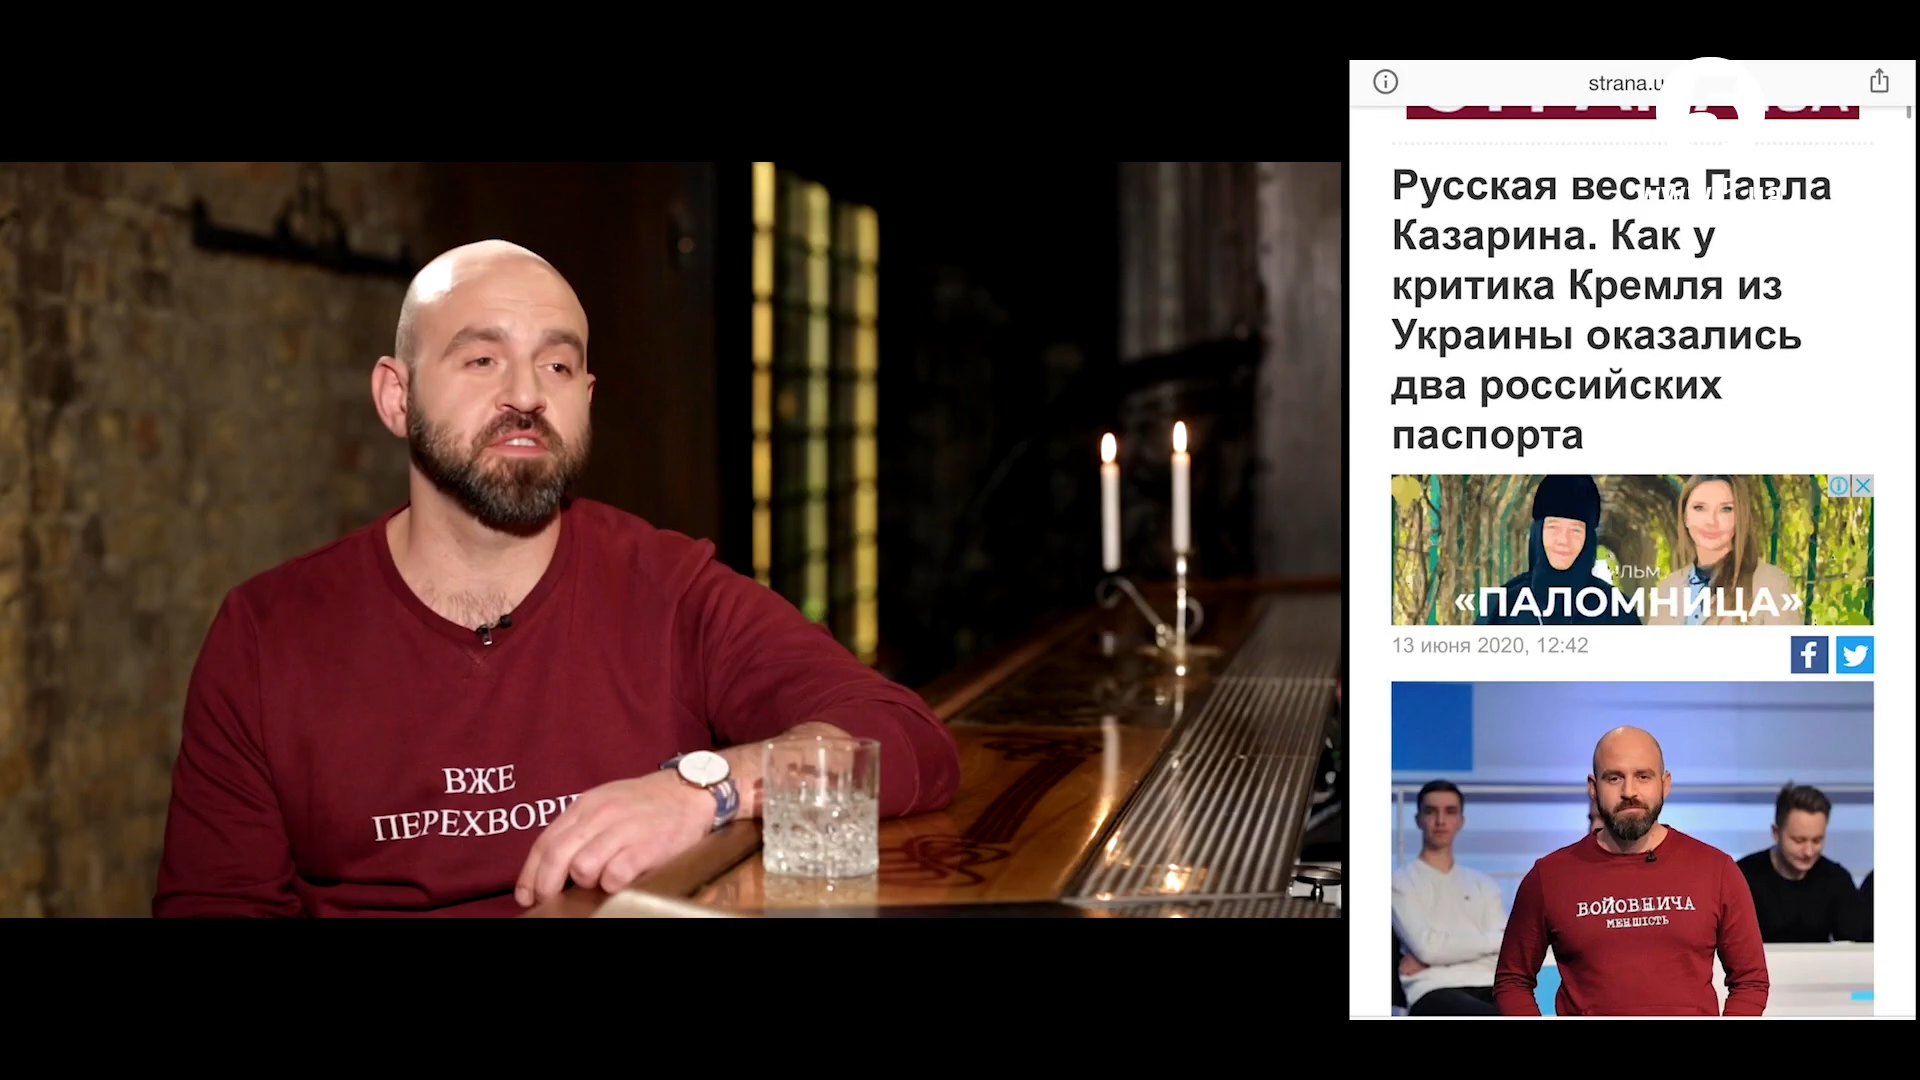 ВЖЕ
strana.u
Русская весна Павла
Казарина. Как у
критика Кремля из
Украины оказались
два российских
паспорта
«ПАЛОМНИЦА»
13 июня 2020, 12:42
ВОЙОВНИЧА
МЕНШІСТЬ